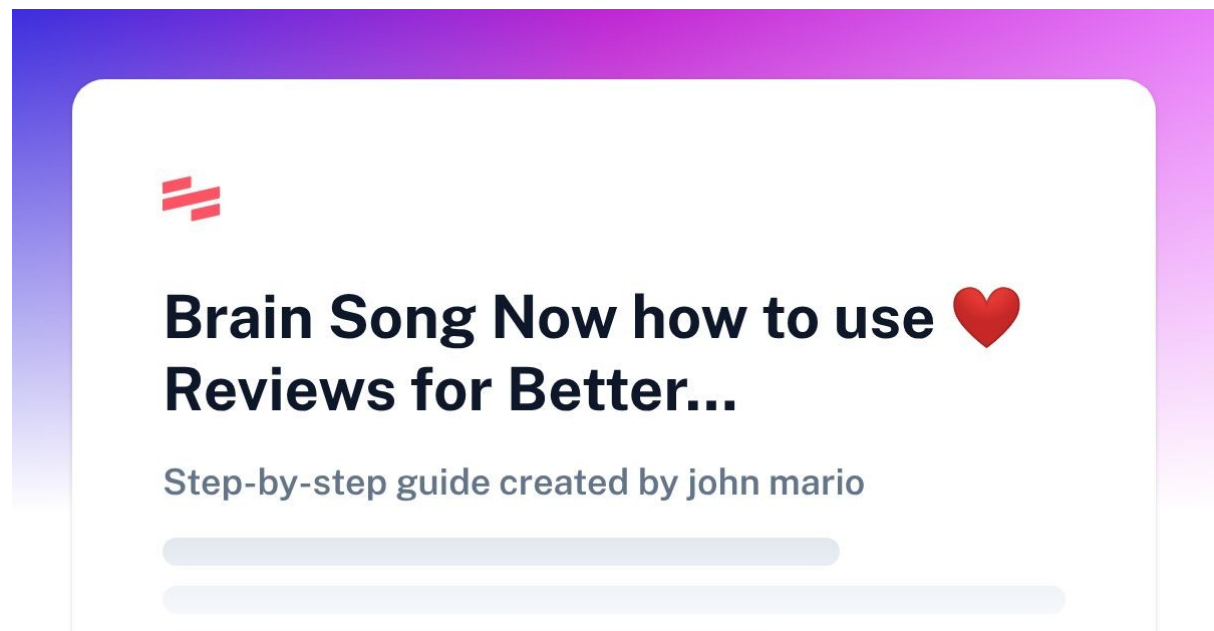 Brain Song Now how to use ❤️
Reviews for Better...
Step-by-step guide created by john mario